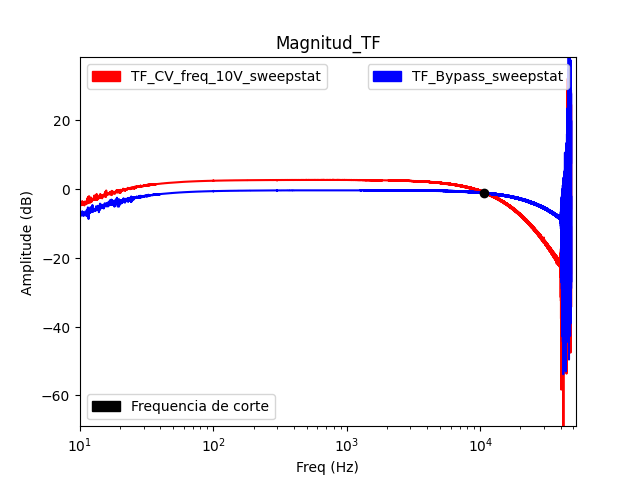 Magnitud_TF
TF_CV_freq_10V_sweepstat
TF_Bypass_sweepstat
20
0
−20
−40
−60
Amplitude (dB)
Frequencia de corte
10¹
10²
10³
10⁴
Freq (Hz)